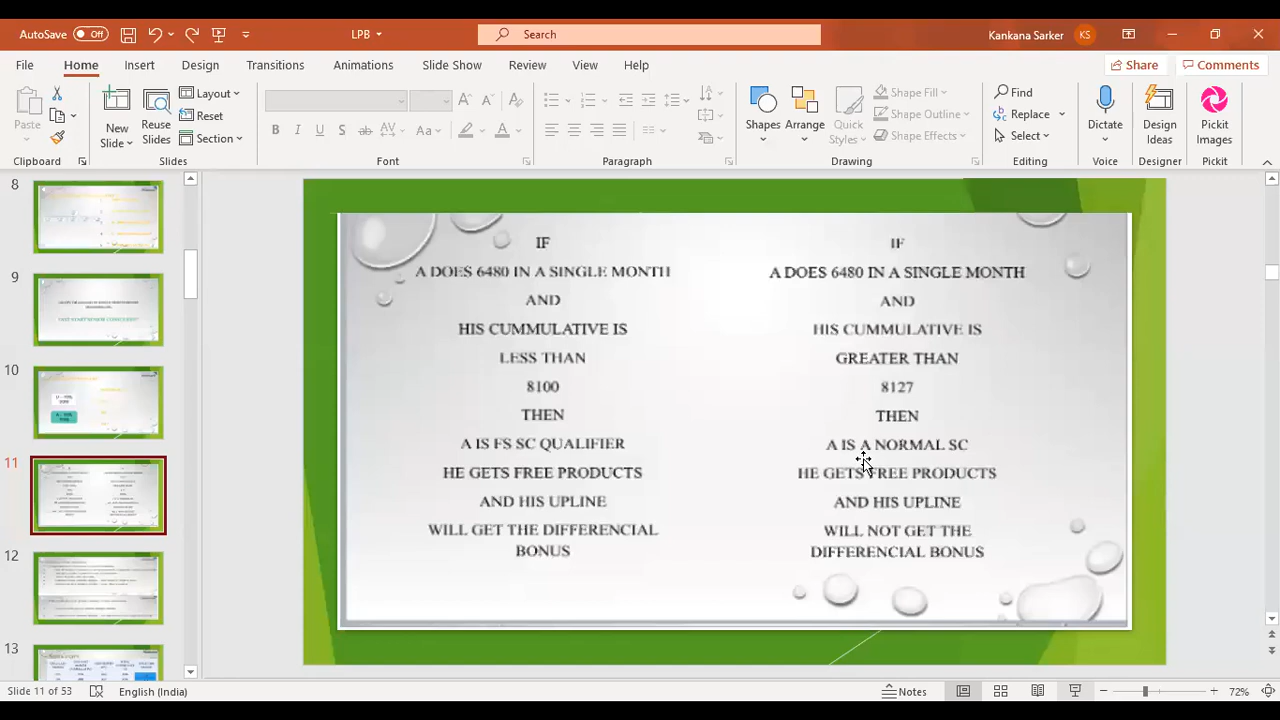 AutoSave Off LPB Search Kankana Sarker KS
File Home Insert Design Transitions Animations Slide Show Review View Help Share Comments
Paste New Slides Reuse Slides Layout Reset Section Shapes Arrange Quick Styles Shape Fill Shape Outline Shape Effects Find Replace Select Dictate Design Ideas Pickit Images
Clipboard Slides Font Paragraph Drawing Editing Voice Designer Pickit
8
9
10
11
12
13
IF
A DOES 6480 IN A SINGLE MONTH
AND
HIS CUMMULATIVE IS
LESS THAN
8100
THEN
A IS FS SC QUALIFIER
HE GETS FREE PRODUCTS
AND HIS UPLINE
WILL GET THE DIFFERENCIAL
BONUS
IF
A DOES 6480 IN A SINGLE MONTH
AND
HIS CUMMULATIVE IS
GREATER THAN
8127
THEN
A IS A NORMAL SC
HE GETS FREE PRODUCTS
AND HIS UPLINE
WILL NOT GET THE
DIFFERENCIAL BONUS
Slide 11 of 53 English (India) Notes 72%